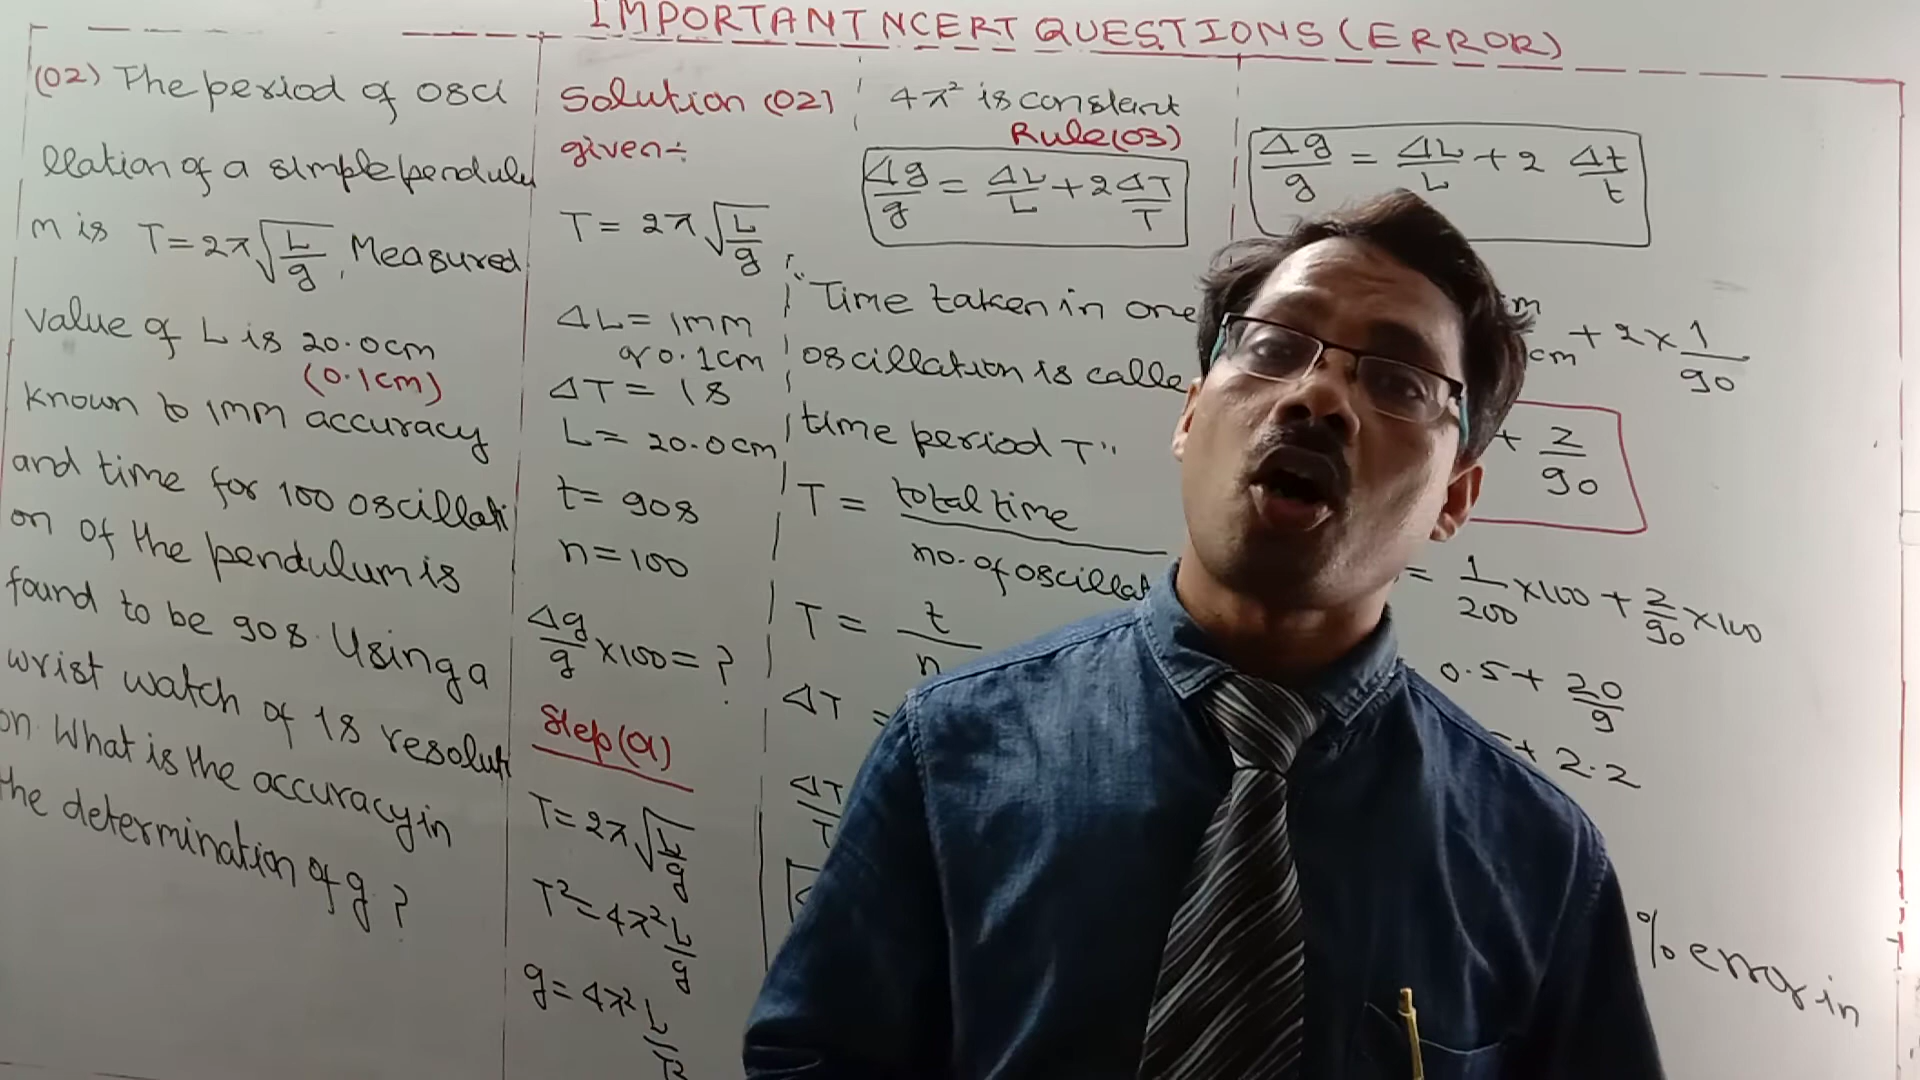 IMPORTANT NCERT QUESTIONS (ERROR)
(02) The period of osci
llation of a simple pendulu
m is T=2π√L/g, Measured
value of L is 20.0cm
(0.1cm)
known to 1mm accuracy
and time for 100 oscillati
on of the pendulum is
found to be 90s. Using a
wrist watch of 1s resoluti
on. What is the accuracy in
the determination of g?
Solution (02)
given÷
T= 2π√L/g
ΔL= 1mm
or 0.1cm
ΔT= 1s
L= 20.0cm
t= 90s
n=100
Δg/g ×100=?
Step(01)
T=2π√L/g
T²=4π²L/g
g=4π²L/T²
4π² is constant
Rule(03)
Δg/g = ΔL/L + 2ΔT/T
"Time taken in one
oscillation is calle
time period T"
T = total time
no. of oscillat
T = t/n
ΔT =
ΔT
T
Δg/g = ΔL/L + 2 Δt/t
cm + 2×1/90
+ 2/90
= 1/200 ×100 + 2/90 ×100
0.5 + 20/9
+ 2.2
% error in